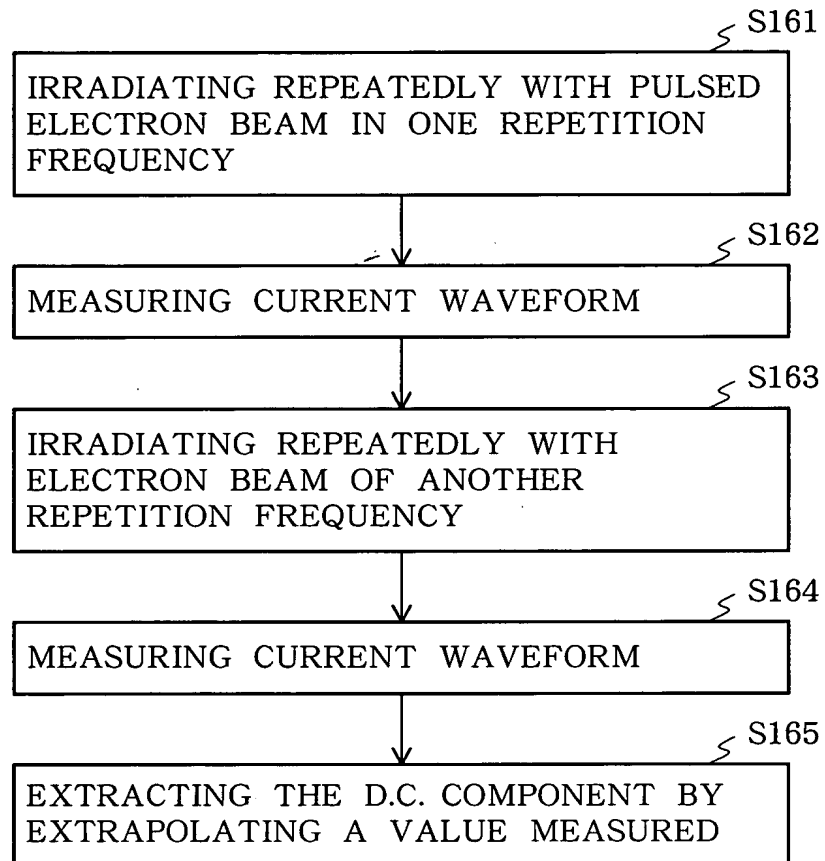 S161
IRRADIATING REPEATEDLY WITH PULSED
ELECTRON BEAM IN ONE REPETITION
FREQUENCY
S162
MEASURING CURRENT WAVEFORM
S163
IRRADIATING REPEATEDLY WITH
ELECTRON BEAM OF ANOTHER
REPETITION FREQUENCY
S164
MEASURING CURRENT WAVEFORM
S165
EXTRACTING THE D.C. COMPONENT BY
EXTRAPOLATING A VALUE MEASURED